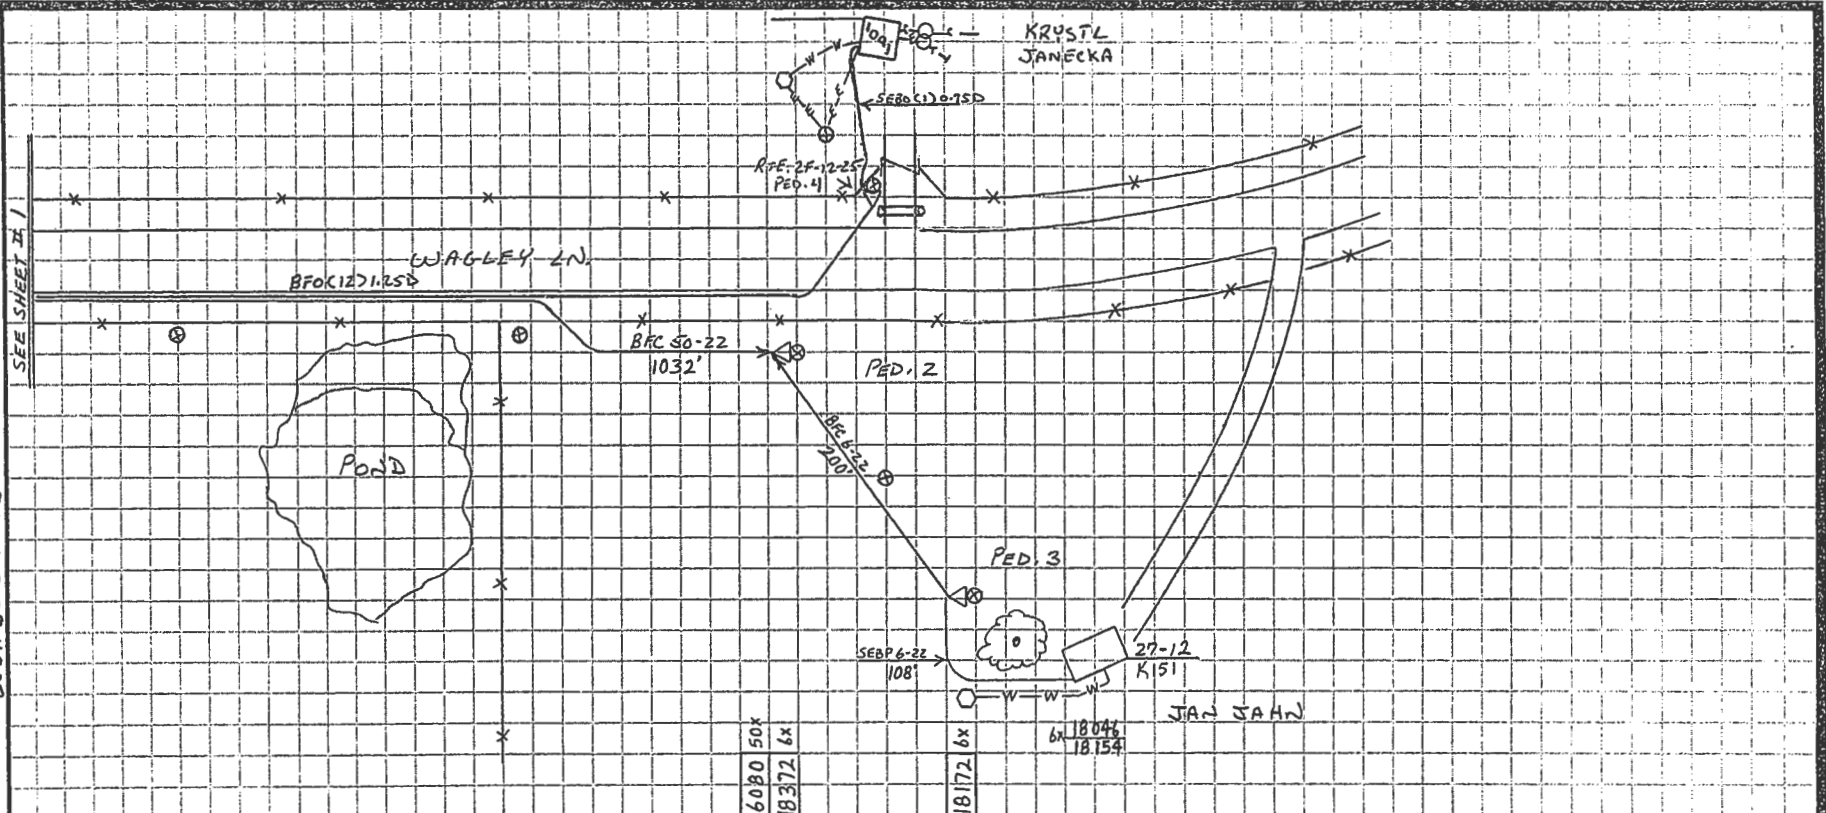 KRYSTL
JANECKA
SEBO(1)0.75D
RTE. 2F-12-25
PED. 4
SEE SHEET # 1
WAGLEY LN.
BFO(12)1.25D
BFC 50-22
1032'
PED. 2
BFC 6-22
200'
POND
PED. 3
SEBP 6-22
108'
27-12
K151
JAN JAHN
6x 18046
18154
6080 50x
18372 6x
18172 6x
W
W
W
W
E
E